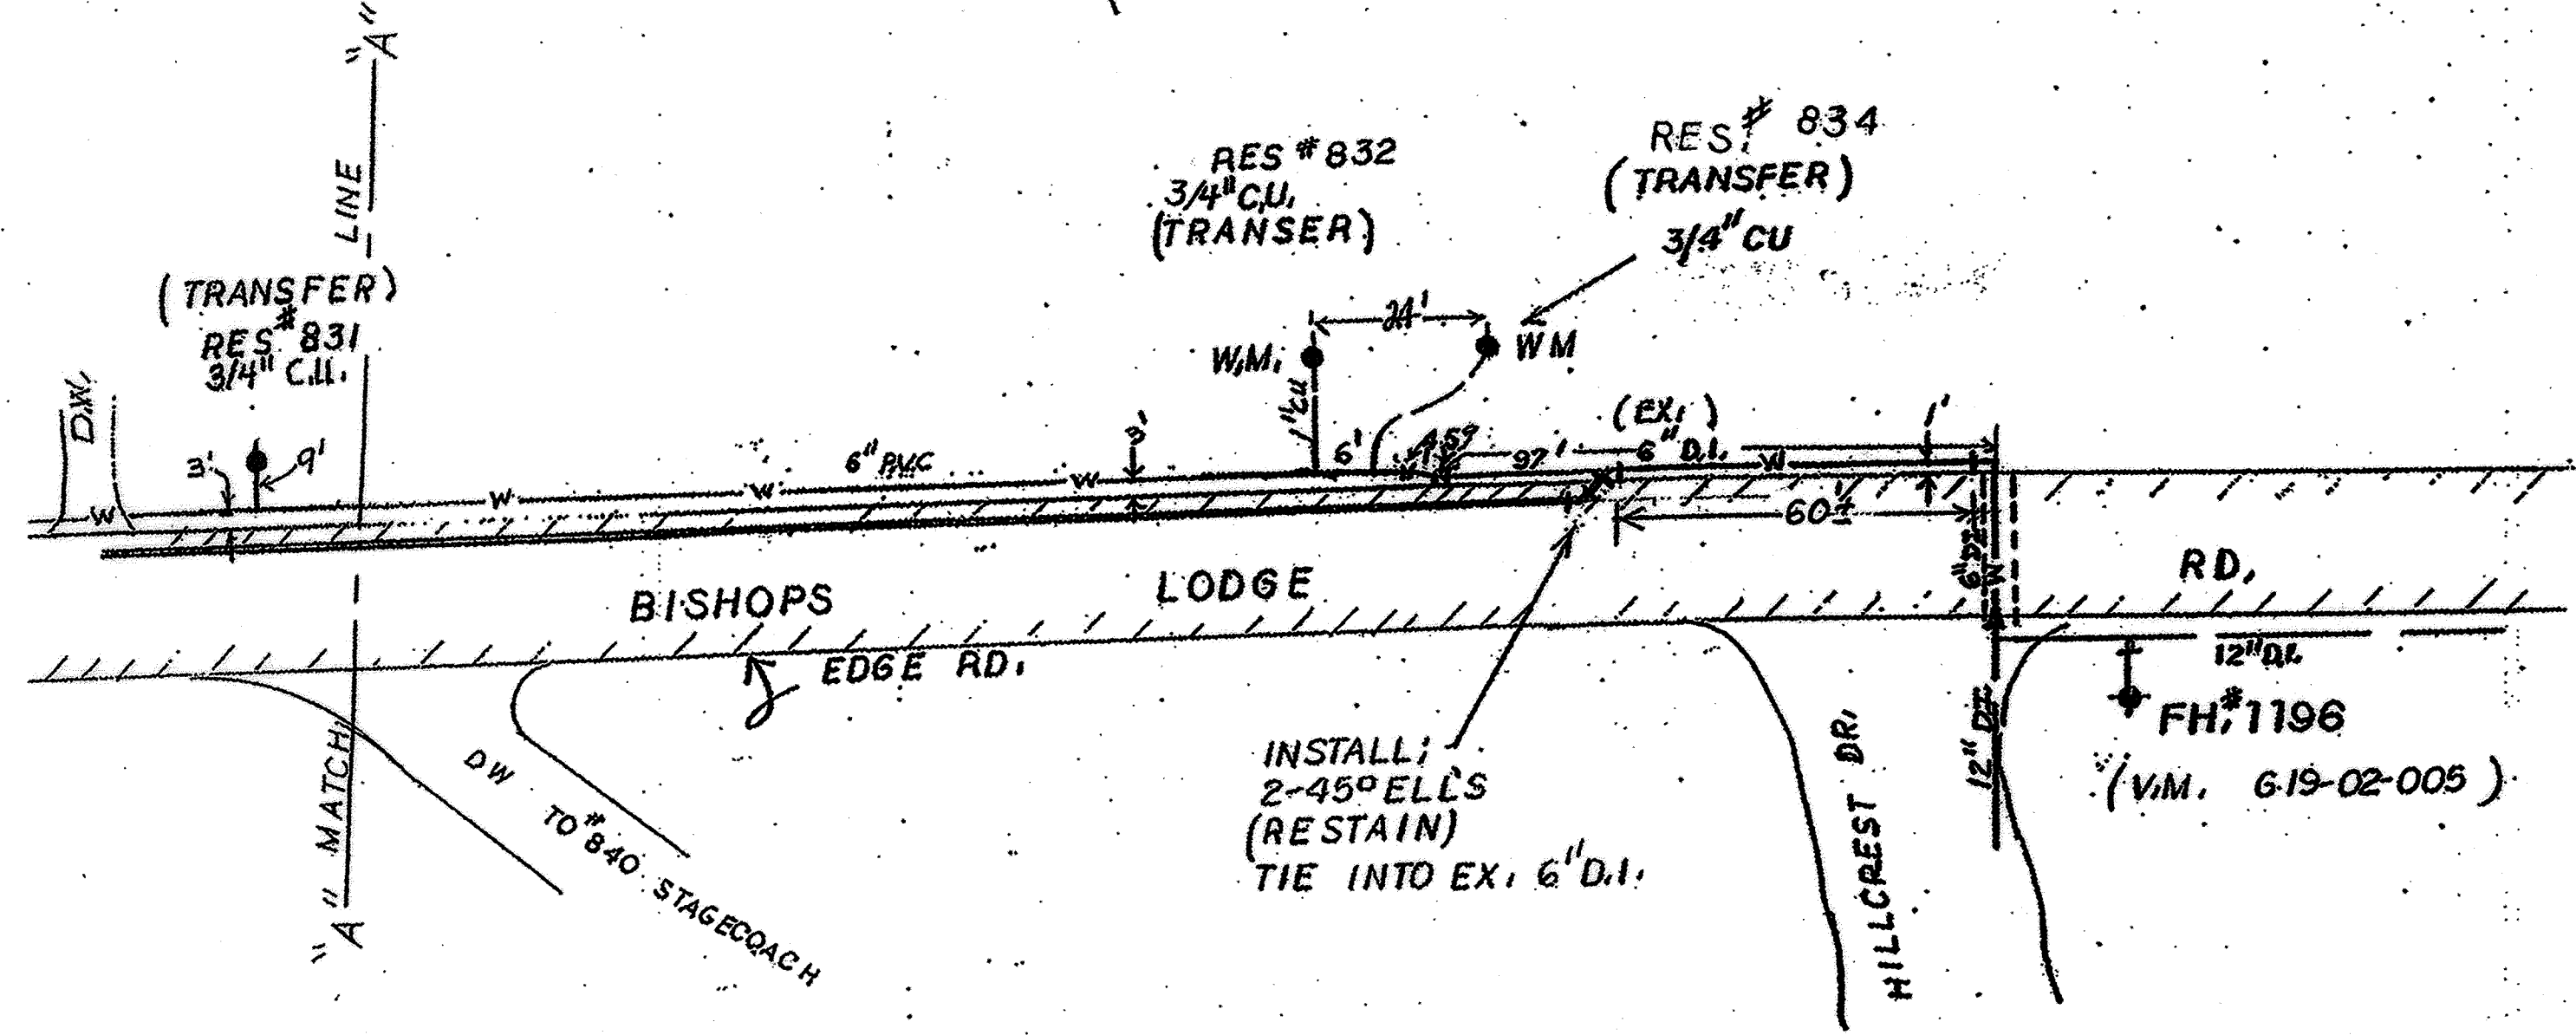 "A"
LINE
RES # 832
3/4" C.U.
(TRANSER)
RES. # 834
(TRANSFER)
3/4" CU
(TRANSFER)
RES # 831
3/4" C.U.
D.W.
3'
9'
24'
W.M.
WM
1" CU
6" P.V.C
3'
6'
97'
(EX.)
6" D.I.
1'
W
W
W
W
W
60'±
6" DI
W
BISHOPS LODGE RD.
EDGE RD.
12" D.I.
FH. # 1196
(V.M. G19-02-005)
12" DI
INSTALL;
2-45° ELLS
(RESTAIN)
TIE INTO EX. 6" D.I.
HILLCREST DR.
DW TO # 840 STAGECOACH
MATCH
"A"